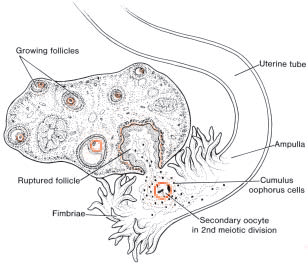 Growing follicles
Uterine tube
Ampulla
Ruptured follicle
Cumulus
oophorus cells
Fimbriae
Secondary oocyte
in 2nd meiotic division